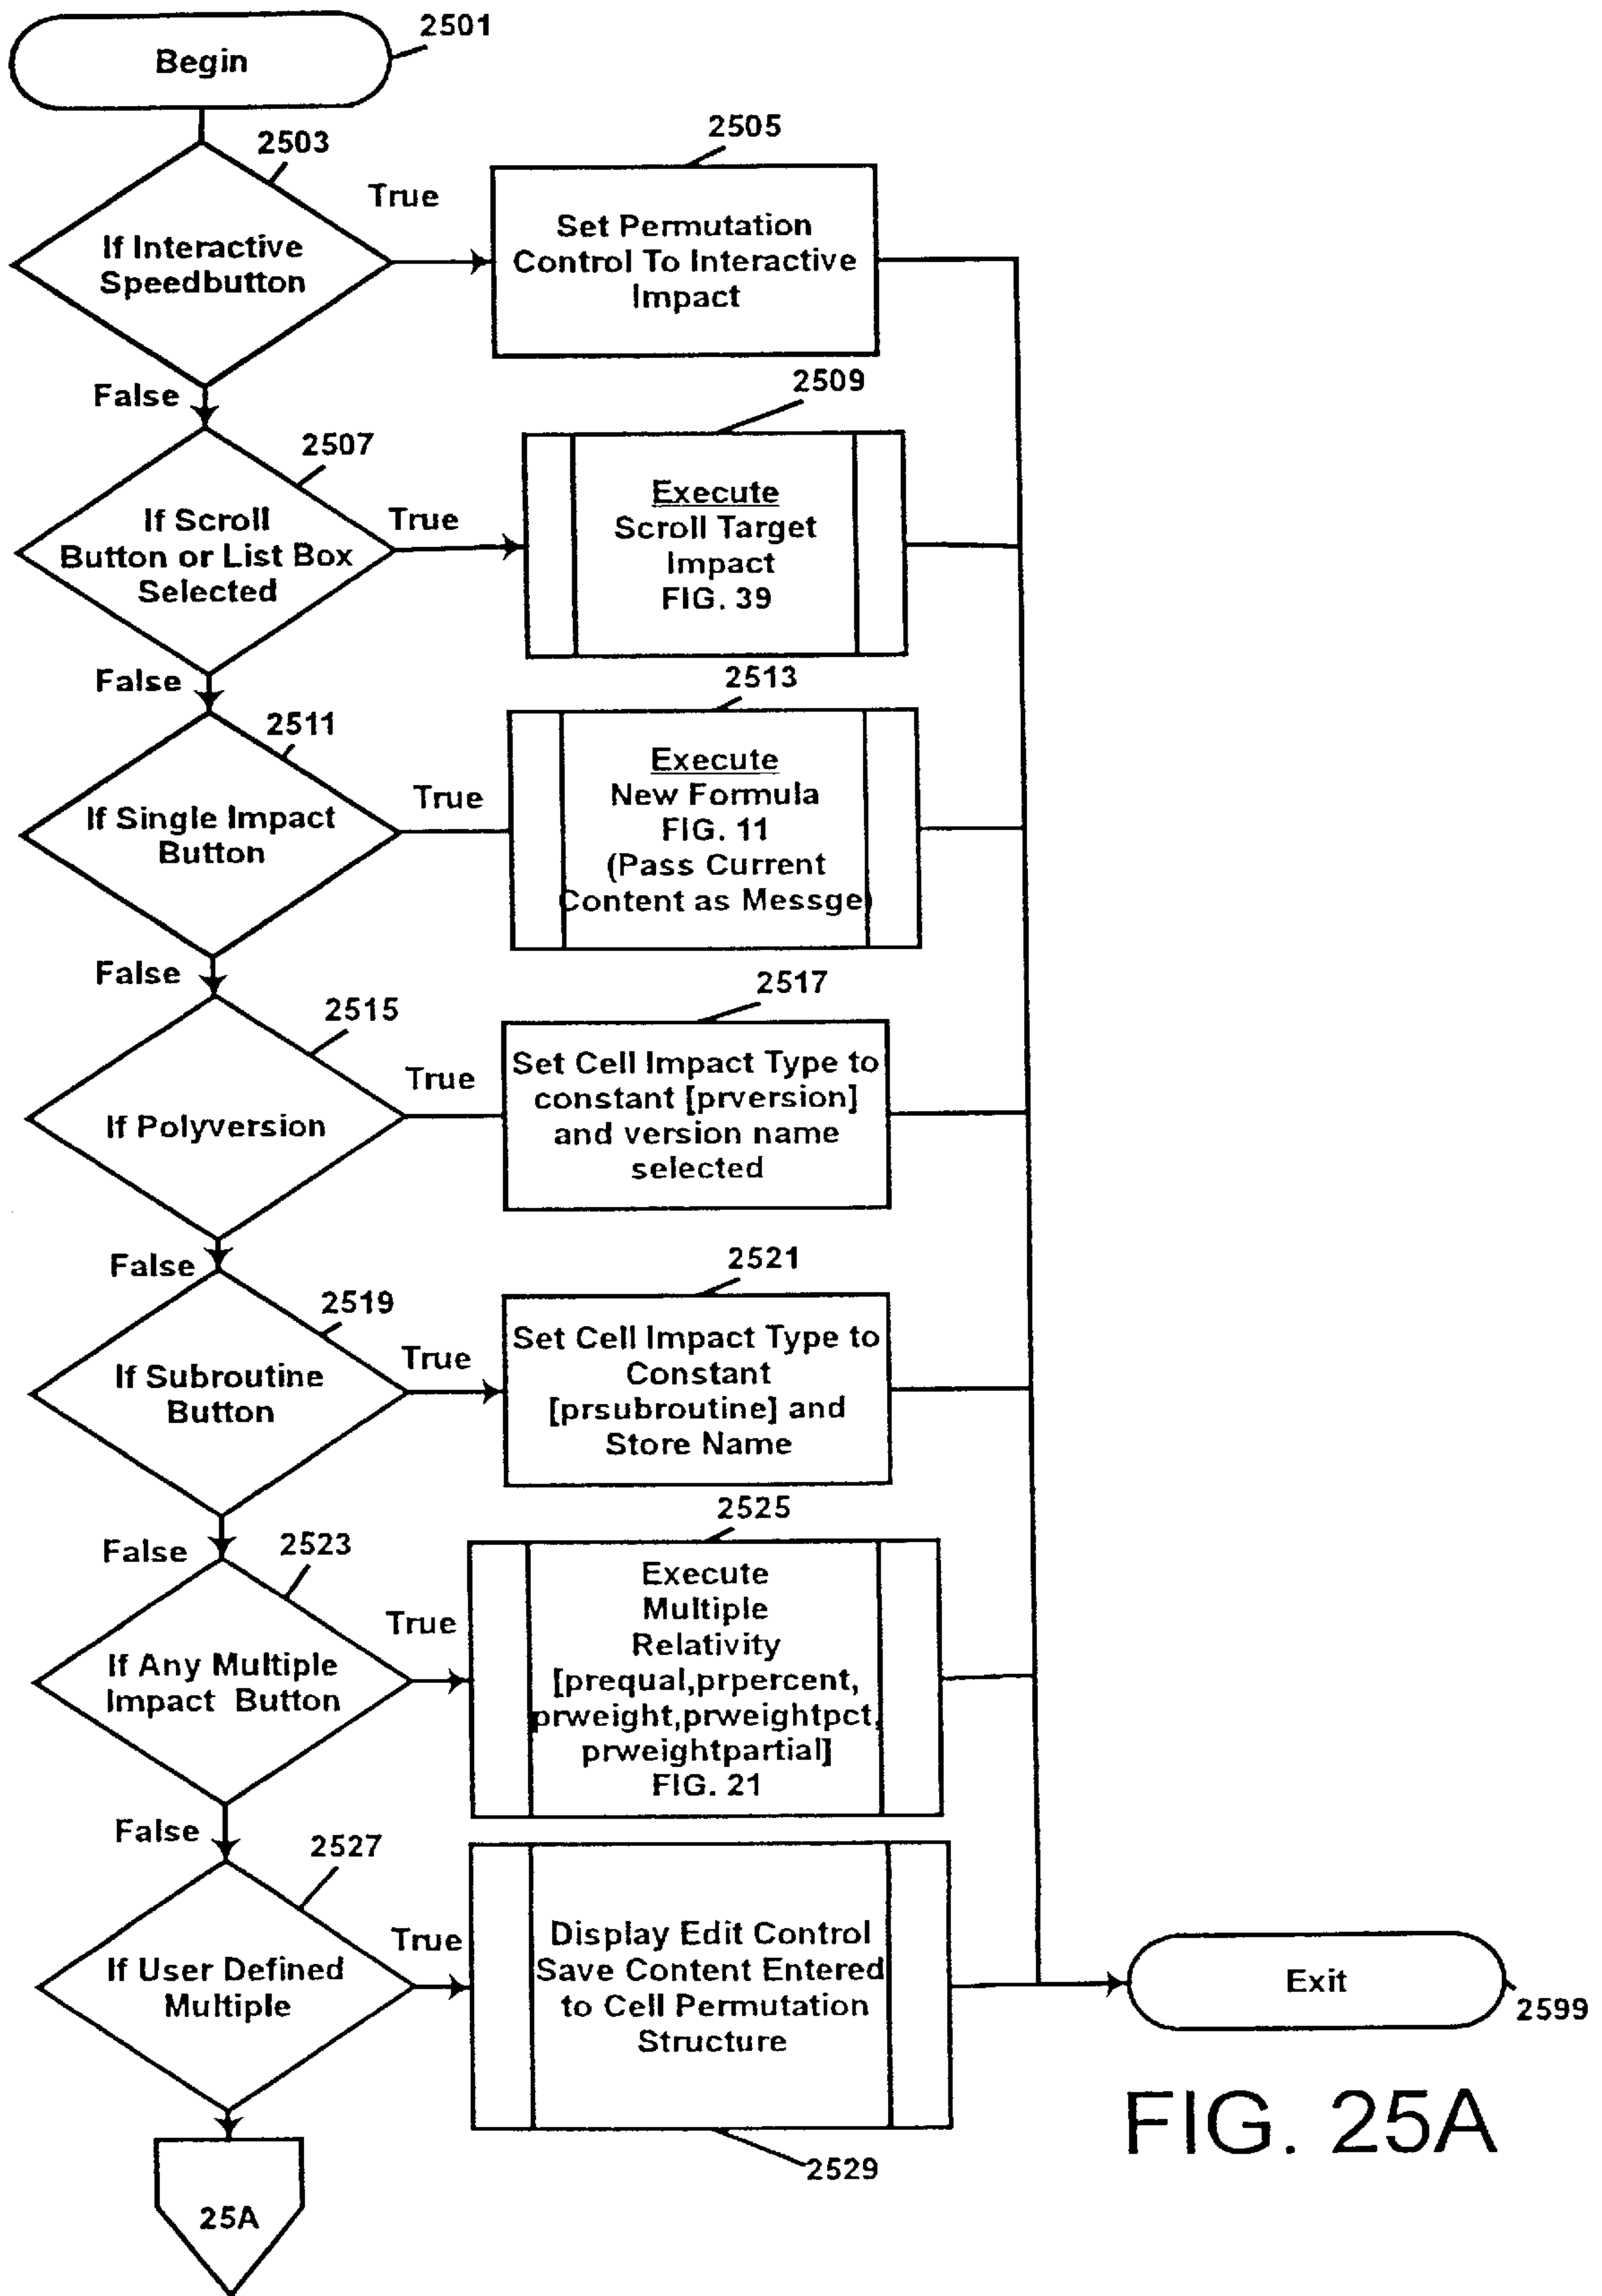 Begin
2501
2503
If Interactive
Speedbutton
True
2505
Set Permutation
Control To Interactive
Impact
False
2507
If Scroll
Button or List Box
Selected
True
2509
Execute
Scroll Target
Impact
FIG. 39
False
2511
If Single Impact
Button
True
2513
Execute
New Formula
FIG. 11
(Pass Current
Content as Messge)
False
2515
If Polyversion
True
2517
Set Cell Impact Type to
constant [prversion]
and version name
selected
False
2519
If Subroutine
Button
True
2521
Set Cell Impact Type to
Constant
[prsubroutine] and
Store Name
False
2523
If Any Multiple
Impact Button
True
2525
Execute
Multiple
Relativity
[prequal,prpercent,
prweight,prweightpct,
prweightpartial]
FIG. 21
False
2527
If User Defined
Multiple
True
Display Edit Control
Save Content Entered
to Cell Permutation
Structure
2529
Exit
2599
25A
FIG. 25A